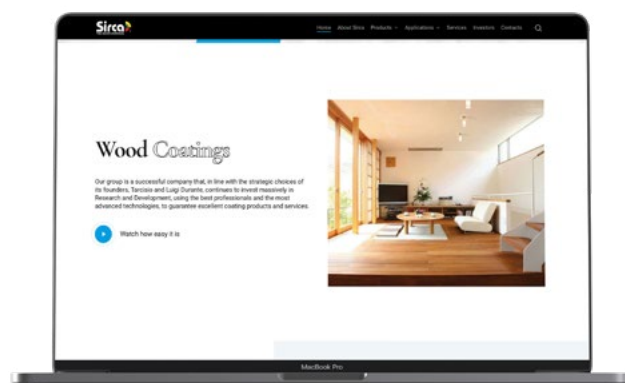 Sirca
Home About Sirca Products Applications Services Investors Contacts
Wood Coatings
Our group is a successful company that, in line with the strategic choices of
its founders, Tarcisio and Luigi Durante, continues to invest massively in
Research and Development, using the best professionals and the most
advanced technologies, to guarantee excellent coating products and services.
Watch how easy it is
MacBook Pro